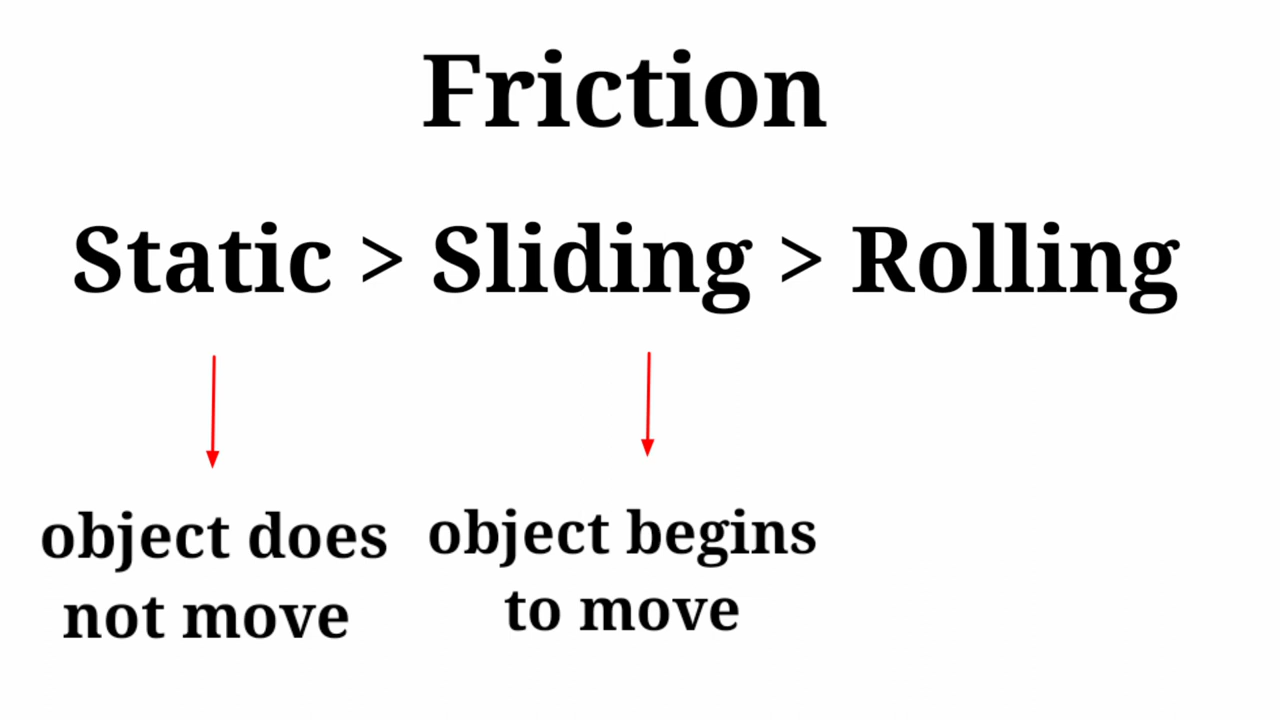 Friction
Static > Sliding > Rolling
object does
not move
object begins
to move